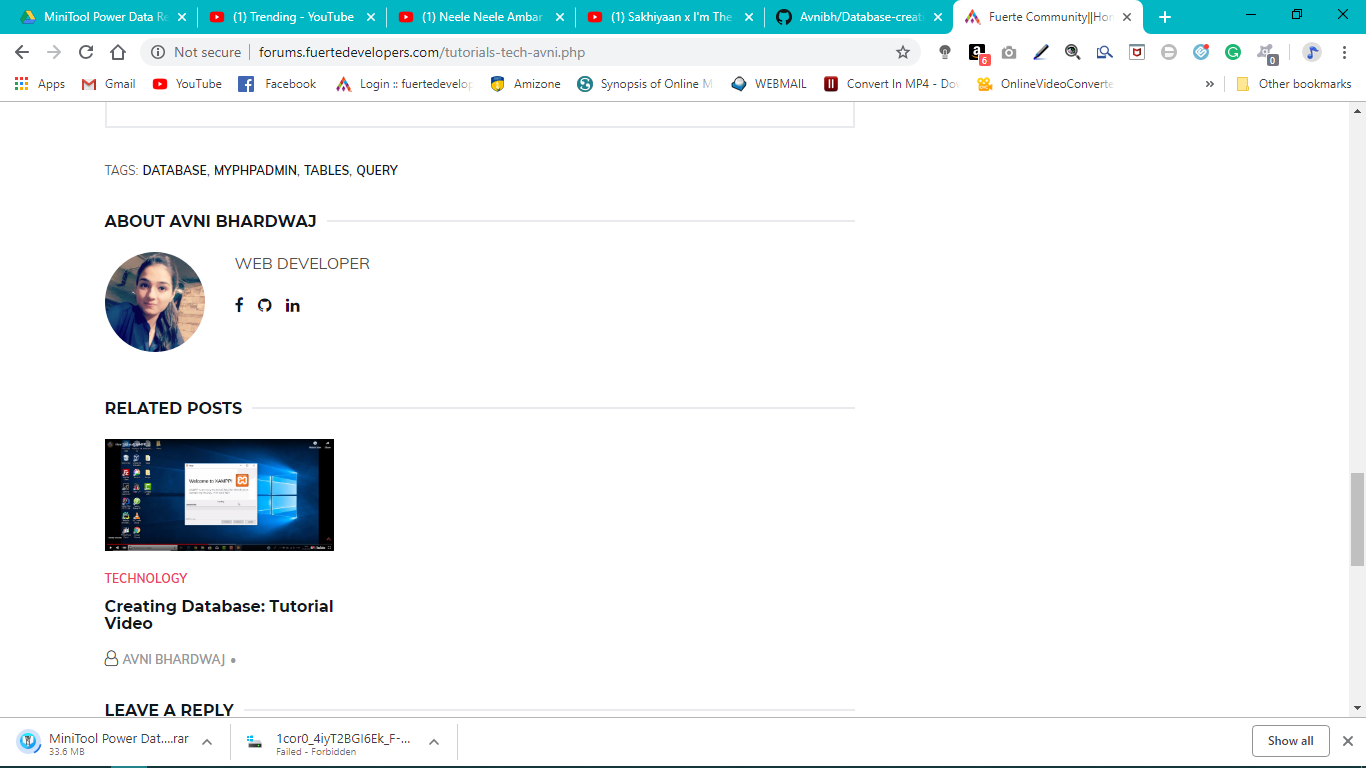 MiniTool Power Data Re
(1) Trending - YouTube
(1) Neele Neele Ambar
(1) Sakhiyaan x I'm The
Avnibh/Database-creat
Fuerte Community||Hom
Not secure
forums.fuertedevelopers.com/tutorials-tech-avni.php
6
0
Apps
Gmail
YouTube
Facebook
Login :: fuertedevelop
Amizone
Synopsis of Online M
WEBMAIL
Convert In MP4 - Do
OnlineVideoConverte
»
Other bookmarks
TAGS: DATABASE, MYPHPADMIN, TABLES, QUERY
ABOUT AVNI BHARDWAJ
WEB DEVELOPER
RELATED POSTS
Welcome to XAMPP!
TECHNOLOGY
Creating Database: Tutorial
Video
AVNI BHARDWAJ •
LEAVE A REPLY
MiniTool Power Dat....rar
33.6 MB
1cor0_4iyT2BGI6Ek_F-...
Failed - Forbidden
Show all